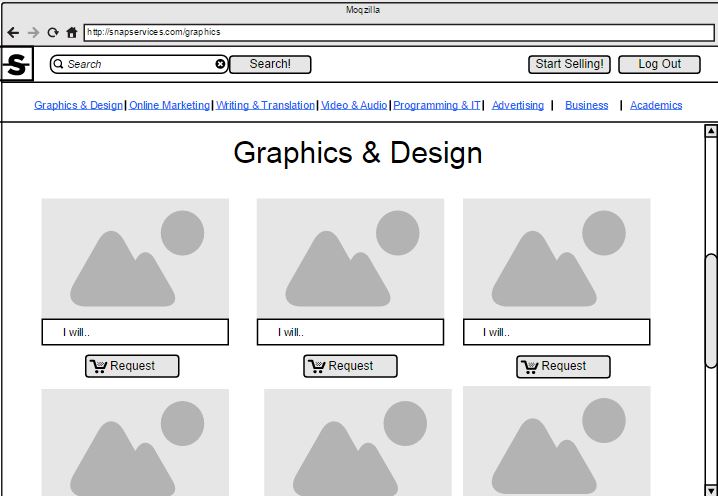 Moqzilla
http://snapservices.com/graphics
S Search Search! Start Selling! Log Out
Graphics & Design | Online Marketing | Writing & Translation | Video & Audio | Programming & IT | Advertising | Business | Academics
Graphics & Design
I will.. I will.. I will..
Request Request Request